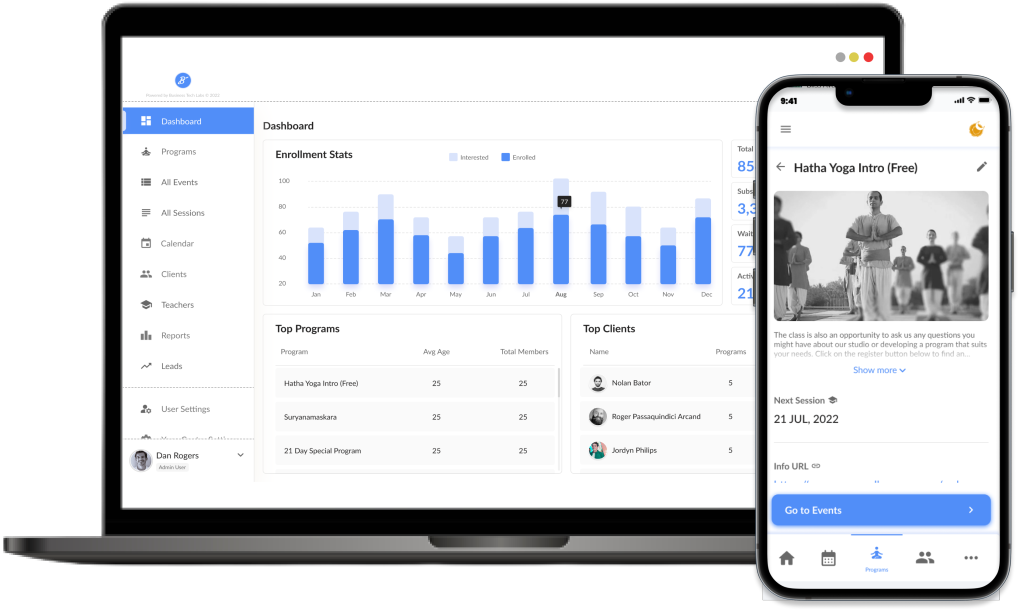 Powered by Business Tech Labs © 2022
Dashboard
Programs
All Events
All Sessions
Calendar
Clients
Teachers
Reports
Leads
User Settings
Dan Rogers
Admin User
Dashboard
Enrollment Stats
Interested
Enrolled
100
80
60
40
20
77
Jan Feb Mar Apr May Jun Jul Aug Sep Oct Nov Dec
Total
85
Subs
3,3
Wait
77
Activ
21
Top Programs
Program Avg Age Total Members
Hatha Yoga Intro (Free) 25 25
Suryanamaskara 25 25
21 Day Special Program 25 25
Top Clients
Name Programs
Nolan Bator 5
Roger Passaquindici Arcand 5
Jordyn Philips 5
9:41
Hatha Yoga Intro (Free)
The class is also an opportunity to ask us any questions you
might have about our studio or developing a program that suits
your needs. Click on the register button below to find an...
Show more
Next Session
21 JUL, 2022
Info URL
Go to Events
Programs